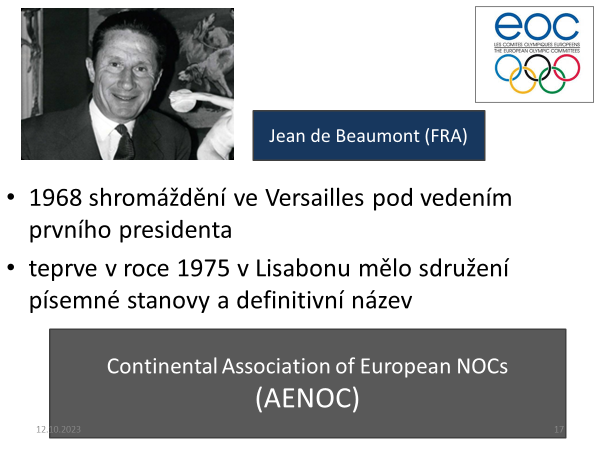 eoc
LES COMITÉS OLYMPIQUES EUROPÉENS
THE EUROPEAN OLYMPIC COMMITTEES
Jean de Beaumont (FRA)
• 1968 shromáždění ve Versailles pod vedením
prvního presidenta
• teprve v roce 1975 v Lisabonu mělo sdružení
písemné stanovy a definitivní název
Continental Association of European NOCs
(AENOC)
12.10.2023
17